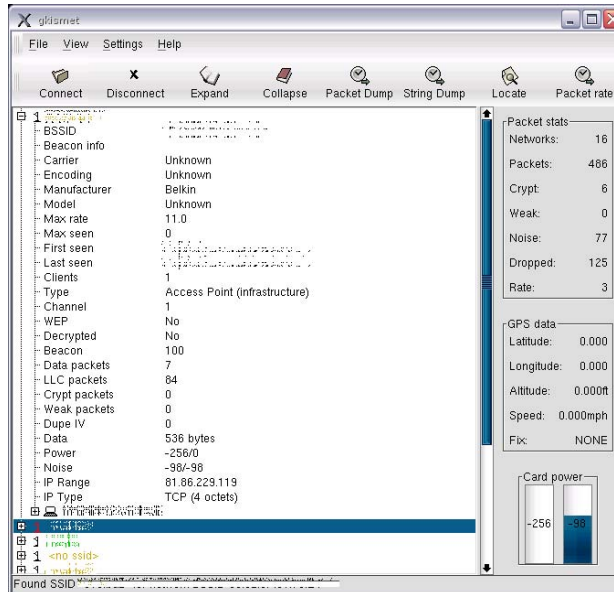 gkismet
File View Settings Help
Connect Disconnect Expand Collapse Packet Dump String Dump Locate Packet rate
1
BSSID
Beacon info
Carrier Unknown
Encoding Unknown
Manufacturer Belkin
Model Unknown
Max rate 11.0
Max seen 0
First seen
Last seen
Clients 1
Type Access Point (infrastructure)
Channel 1
WEP No
Decrypted No
Beacon 100
Data packets 7
LLC packets 84
Crypt packets 0
Weak packets 0
Dupe IV 0
Data 536 bytes
Power -256/0
Noise -98/-98
IP Range 81.86.229.119
IP Type TCP (4 octets)
1
1
1 <no ssid>
1
Found SSID
Packet stats
Networks: 16
Packets: 486
Crypt: 6
Weak: 0
Noise: 77
Dropped: 125
Rate: 3
GPS data
Latitude: 0.000
Longitude: 0.000
Altitude: 0.000ft
Speed: 0.000mph
Fix: NONE
Card power
-256 -98